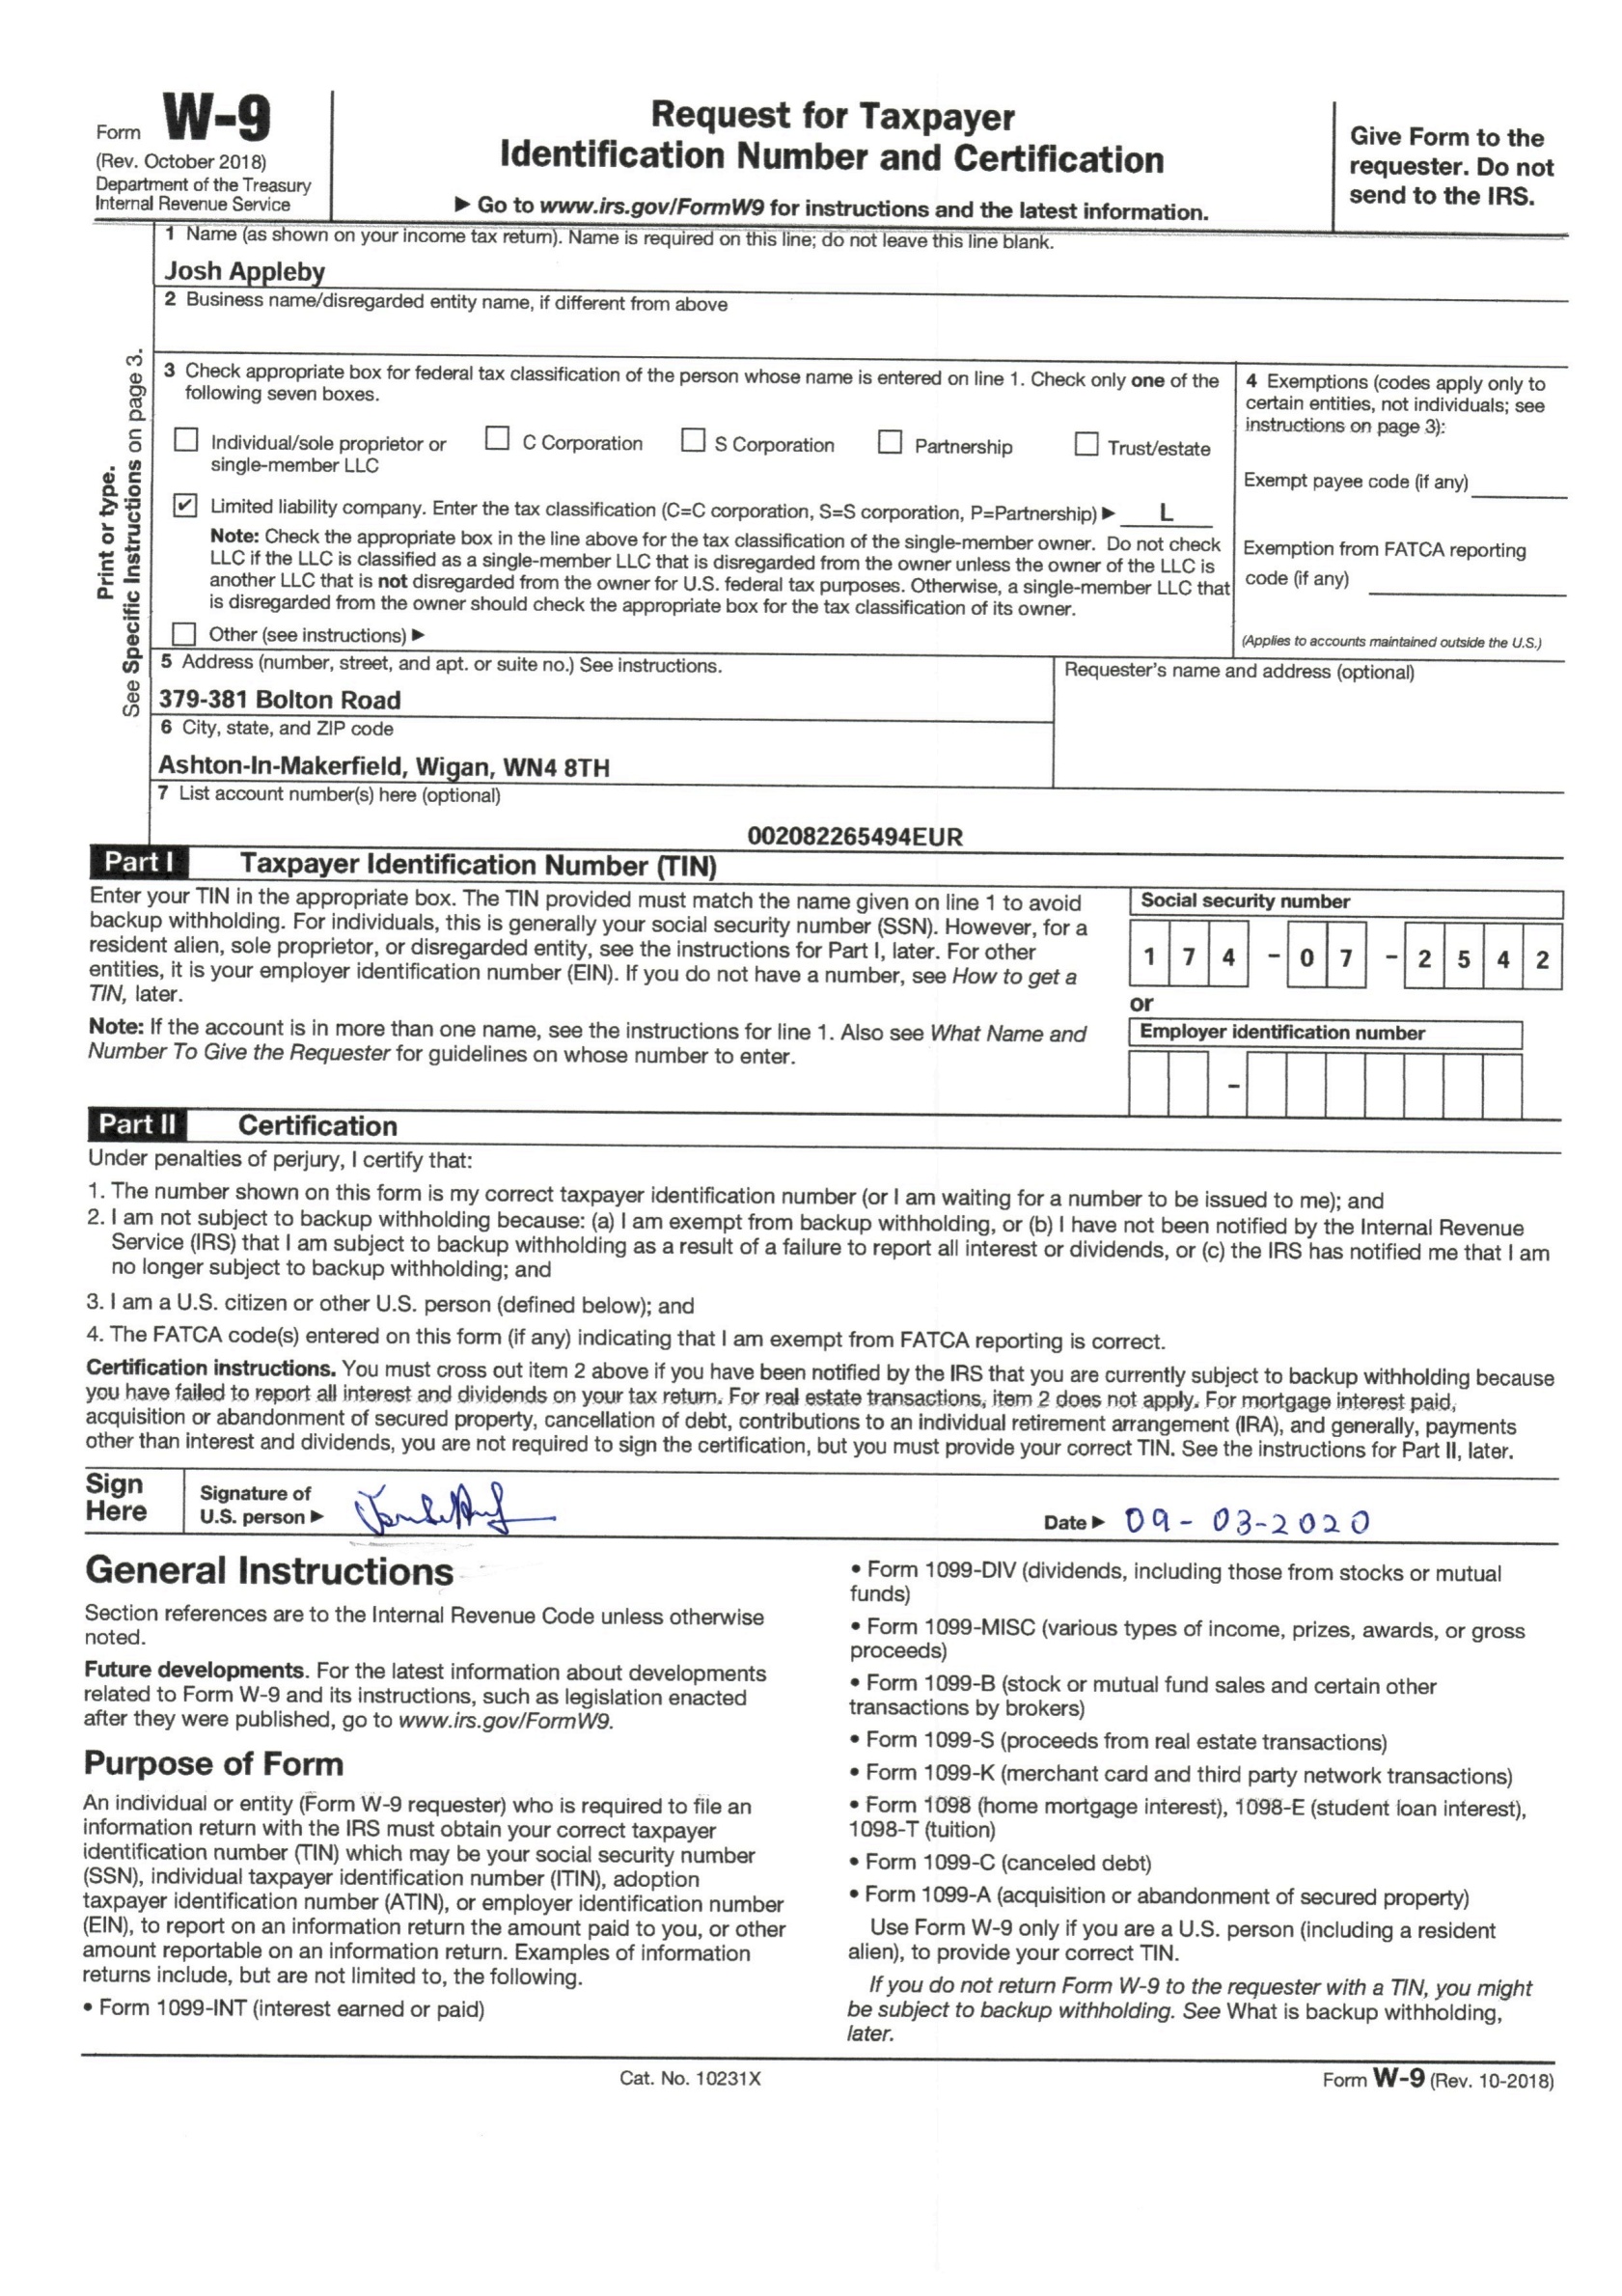 Form W-9
(Rev. October 2018)
Department of the Treasury
Internal Revenue Service
Request for Taxpayer
Identification Number and Certification
▶ Go to www.irs.gov/FormW9 for instructions and the latest information.
Give Form to the
requester. Do not
send to the IRS.
Print or type.
See Specific Instructions on page 3.
1 Name (as shown on your income tax return). Name is required on this line; do not leave this line blank.
Josh Appleby
2 Business name/disregarded entity name, if different from above
3 Check appropriate box for federal tax classification of the person whose name is entered on line 1. Check only one of the
following seven boxes.
☐ Individual/sole proprietor or ☐ C Corporation ☐ S Corporation ☐ Partnership ☐ Trust/estate
single-member LLC
☑ Limited liability company. Enter the tax classification (C=C corporation, S=S corporation, P=Partnership) ▶ L
Note: Check the appropriate box in the line above for the tax classification of the single-member owner. Do not check
LLC if the LLC is classified as a single-member LLC that is disregarded from the owner unless the owner of the LLC is
another LLC that is not disregarded from the owner for U.S. federal tax purposes. Otherwise, a single-member LLC that
is disregarded from the owner should check the appropriate box for the tax classification of its owner.
☐ Other (see instructions) ▶
4 Exemptions (codes apply only to
certain entities, not individuals; see
instructions on page 3):
Exempt payee code (if any)
Exemption from FATCA reporting
code (if any)
(Applies to accounts maintained outside the U.S.)
5 Address (number, street, and apt. or suite no.) See instructions.
379-381 Bolton Road
6 City, state, and ZIP code
Ashton-In-Makerfield, Wigan, WN4 8TH
Requester's name and address (optional)
7 List account number(s) here (optional)
002082265494EUR
Part I Taxpayer Identification Number (TIN)
Enter your TIN in the appropriate box. The TIN provided must match the name given on line 1 to avoid
backup withholding. For individuals, this is generally your social security number (SSN). However, for a
resident alien, sole proprietor, or disregarded entity, see the instructions for Part I, later. For other
entities, it is your employer identification number (EIN). If you do not have a number, see How to get a
TIN, later.
Note: If the account is in more than one name, see the instructions for line 1. Also see What Name and
Number To Give the Requester for guidelines on whose number to enter.
Social security number
1 7 4 - 0 7 - 2 5 4 2
or
Employer identification number
-
Part II Certification
Under penalties of perjury, I certify that:
1. The number shown on this form is my correct taxpayer identification number (or I am waiting for a number to be issued to me); and
2. I am not subject to backup withholding because: (a) I am exempt from backup withholding, or (b) I have not been notified by the Internal Revenue
Service (IRS) that I am subject to backup withholding as a result of a failure to report all interest or dividends, or (c) the IRS has notified me that I am
no longer subject to backup withholding; and
3. I am a U.S. citizen or other U.S. person (defined below); and
4. The FATCA code(s) entered on this form (if any) indicating that I am exempt from FATCA reporting is correct.
Certification instructions. You must cross out item 2 above if you have been notified by the IRS that you are currently subject to backup withholding because
you have failed to report all interest and dividends on your tax return. For real estate transactions, item 2 does not apply. For mortgage interest paid,
acquisition or abandonment of secured property, cancellation of debt, contributions to an individual retirement arrangement (IRA), and generally, payments
other than interest and dividends, you are not required to sign the certification, but you must provide your correct TIN. See the instructions for Part II, later.
Sign
Here
Signature of
U.S. person ▶
Date ▶ 09-03-2020
General Instructions
Section references are to the Internal Revenue Code unless otherwise
noted.
Future developments. For the latest information about developments
related to Form W-9 and its instructions, such as legislation enacted
after they were published, go to www.irs.gov/FormW9.
Purpose of Form
An individual or entity (Form W-9 requester) who is required to file an
information return with the IRS must obtain your correct taxpayer
identification number (TIN) which may be your social security number
(SSN), individual taxpayer identification number (ITIN), adoption
taxpayer identification number (ATIN), or employer identification number
(EIN), to report on an information return the amount paid to you, or other
amount reportable on an information return. Examples of information
returns include, but are not limited to, the following.
• Form 1099-INT (interest earned or paid)
• Form 1099-DIV (dividends, including those from stocks or mutual
funds)
• Form 1099-MISC (various types of income, prizes, awards, or gross
proceeds)
• Form 1099-B (stock or mutual fund sales and certain other
transactions by brokers)
• Form 1099-S (proceeds from real estate transactions)
• Form 1099-K (merchant card and third party network transactions)
• Form 1098 (home mortgage interest), 1098-E (student loan interest),
1098-T (tuition)
• Form 1099-C (canceled debt)
• Form 1099-A (acquisition or abandonment of secured property)
Use Form W-9 only if you are a U.S. person (including a resident
alien), to provide your correct TIN.
If you do not return Form W-9 to the requester with a TIN, you might
be subject to backup withholding. See What is backup withholding,
later.
Cat. No. 10231X
Form W-9 (Rev. 10-2018)